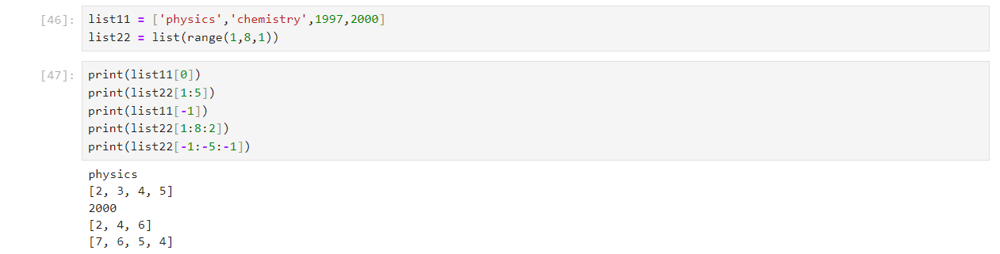 [46]: list11 = ['physics','chemistry',1997,2000]
list22 = list(range(1,8,1))
[47]: print(list11[0])
print(list22[1:5])
print(list11[-1])
print(list22[1:8:2])
print(list22[-1:-5:-1])
physics
[2, 3, 4, 5]
2000
[2, 4, 6]
[7, 6, 5, 4]